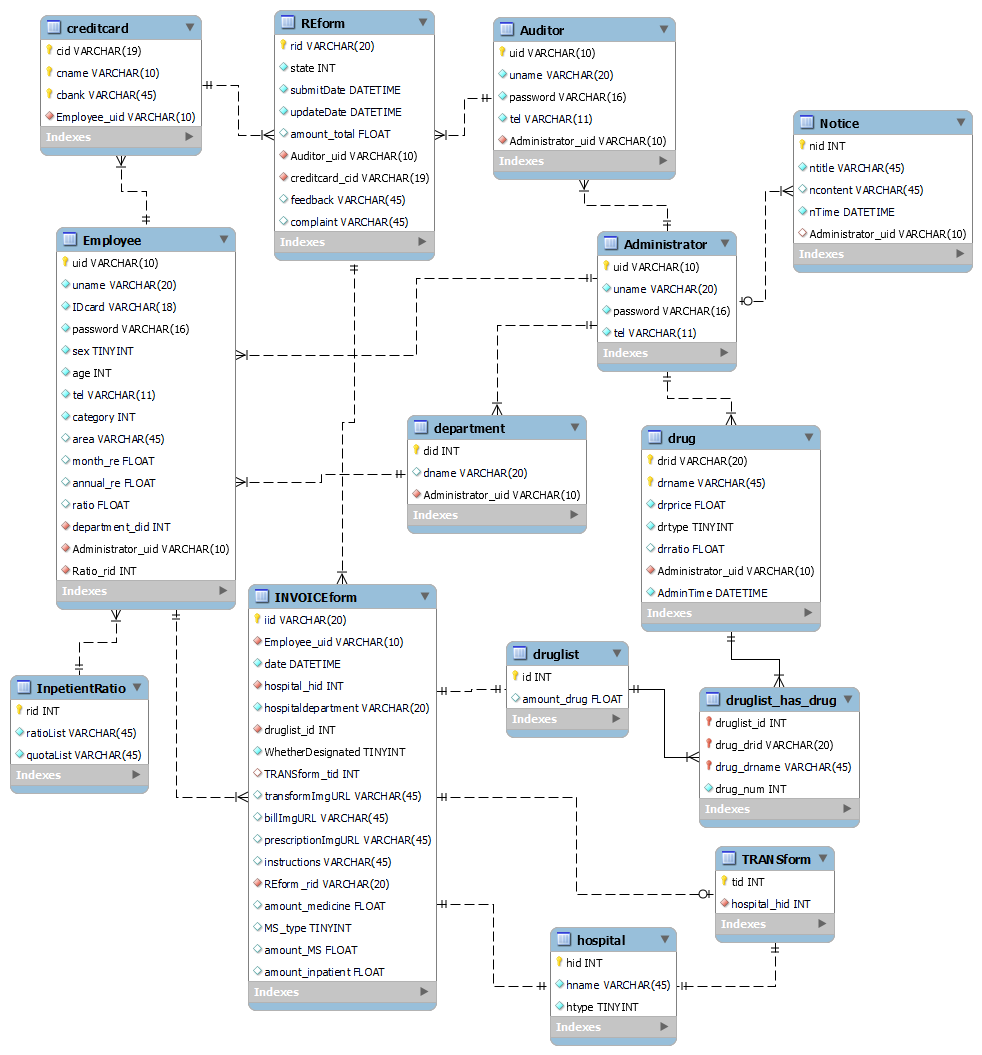 creditcard
cid VARCHAR(19)
cname VARCHAR(10)
cbank VARCHAR(45)
Employee_uid VARCHAR(10)
Indexes
REform
rid VARCHAR(20)
state INT
submitDate DATETIME
updateDate DATETIME
amount_total FLOAT
Auditor_uid VARCHAR(10)
creditcard_cid VARCHAR(19)
feedback VARCHAR(45)
complaint VARCHAR(45)
Indexes
Auditor
uid VARCHAR(10)
uname VARCHAR(20)
password VARCHAR(16)
tel VARCHAR(11)
Administrator_uid VARCHAR(10)
Indexes
Notice
nid INT
ntitle VARCHAR(45)
ncontent VARCHAR(45)
nTime DATETIME
Administrator_uid VARCHAR(10)
Indexes
Employee
uid VARCHAR(10)
uname VARCHAR(20)
IDcard VARCHAR(18)
password VARCHAR(16)
sex TINYINT
age INT
tel VARCHAR(11)
category INT
area VARCHAR(45)
month_re FLOAT
annual_re FLOAT
ratio FLOAT
department_did INT
Administrator_uid VARCHAR(10)
Ratio_rid INT
Indexes
Administrator
uid VARCHAR(10)
uname VARCHAR(20)
password VARCHAR(16)
tel VARCHAR(11)
Indexes
department
did INT
dname VARCHAR(20)
Administrator_uid VARCHAR(10)
Indexes
drug
drid VARCHAR(20)
drname VARCHAR(45)
drprice FLOAT
drtype TINYINT
drratio FLOAT
Administrator_uid VARCHAR(10)
AdminTime DATETIME
Indexes
INVOICEform
iid VARCHAR(20)
Employee_uid VARCHAR(10)
date DATETIME
hospital_hid INT
hospitaldepartment VARCHAR(20)
druglist_id INT
WhetherDesignated TINYINT
TRANSform_tid INT
transformImgURL VARCHAR(45)
billImgURL VARCHAR(45)
prescriptionImgURL VARCHAR(45)
instructions VARCHAR(45)
REform_rid VARCHAR(20)
amount_medicine FLOAT
MS_type TINYINT
amount_MS FLOAT
amount_inpatient FLOAT
Indexes
druglist
id INT
amount_drug FLOAT
Indexes
InpetientRatio
rid INT
ratioList VARCHAR(45)
quotaList VARCHAR(45)
Indexes
druglist_has_drug
druglist_id INT
drug_drid VARCHAR(20)
drug_drname VARCHAR(45)
drug_num INT
Indexes
TRANSform
tid INT
hospital_hid INT
Indexes
hospital
hid INT
hname VARCHAR(45)
htype TINYINT
Indexes